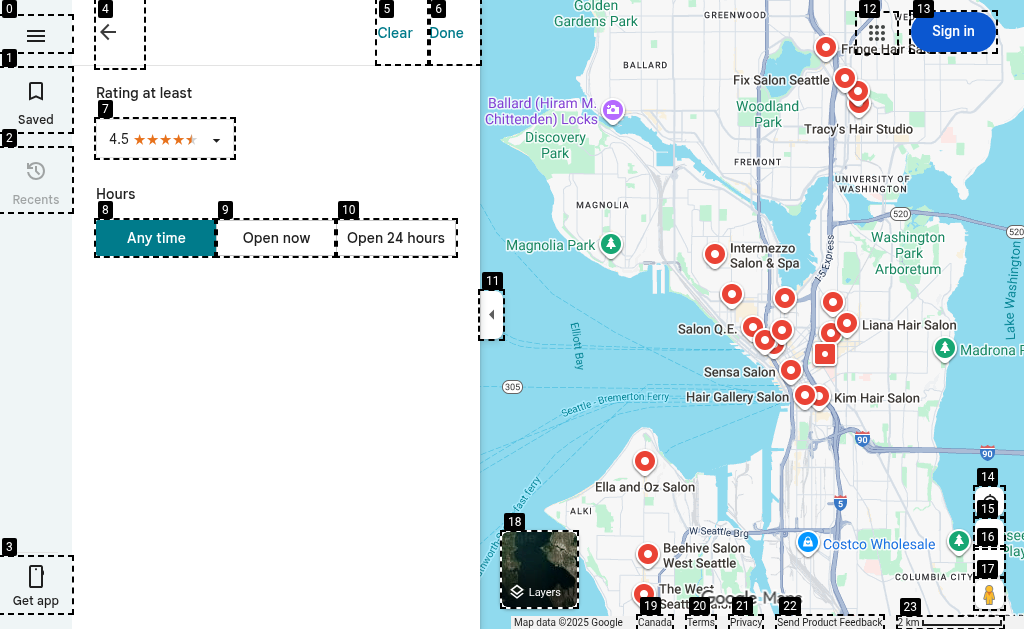 0
1
Saved
2
Recents
3
Get app
4
5
Clear
6
Done
Rating at least
7
4.5
Hours
8
Any time
9
Open now
10
Open 24 hours
11
12
13
Sign in
Golden
Gardens Park
GREENWOOD
Fringe Hair Sa
BALLARD
Fix Salon Seattle
Ballard (Hiram M.
Chittenden) Locks
Woodland
Park
Tracy's Hair Studio
Discovery
Park
FREMONT
UNIVERSITY OF
WASHINGTON
MAGNOLIA
520
520
Magnolia Park
Intermezzo
Salon & Spa
I-5 Express
Washington
Park
Arboretum
Lake Washington
Salon Q.E.
Liana Hair Salon
Elliott Bay
Madrona P
Sensa Salon
305
Seattle - Bremerton Ferry
Hair Gallery Salon
Kim Hair Salon
90
90
Ella and Oz Salon
14
15
16
17
ALKI
5
18
W Seattle Brg
Costco Wholesale
Beehive Salon
West Seattle
COLUMBIA CITY
Layers
The West
Google Maps
19
20
21
22
23
Map data ©2025 Google
Canada
Terms
Privacy
Send Product Feedback
2 km